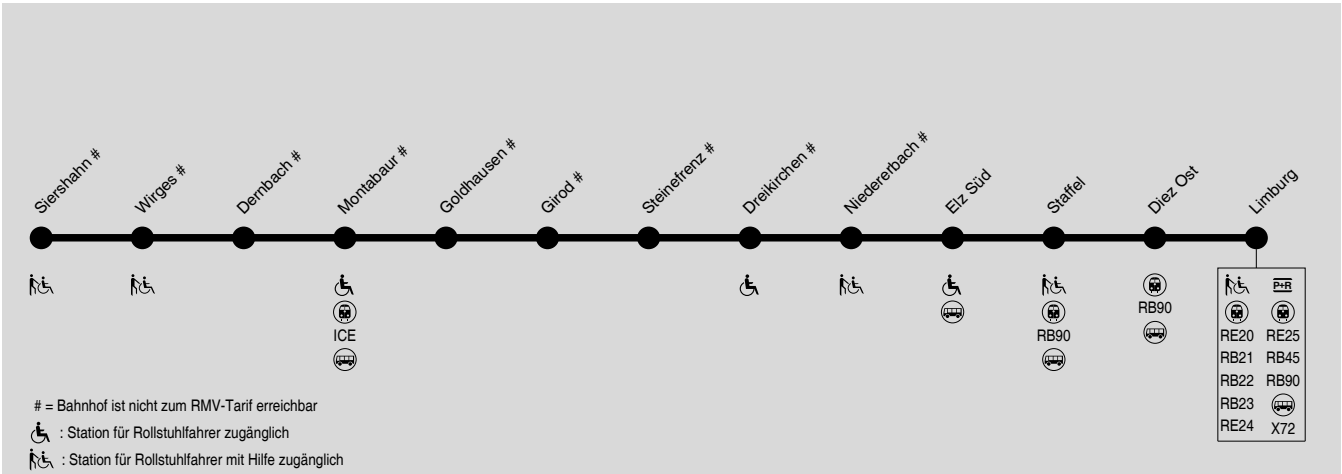 Siershahn #
Wirges #
Dernbach #
Montabaur #
Goldhausen #
Girod #
Steinefrenz #
Dreikirchen #
Niedererbach #
Elz Süd
Staffel
Diez Ost
Limburg
ICE
RB90
RB90
P+R
RE20 RE25
RB21 RB45
RB22 RB90
RB23
RE24 X72
# = Bahnhof ist nicht zum RMV-Tarif erreichbar
: Station für Rollstuhlfahrer zugänglich
: Station für Rollstuhlfahrer mit Hilfe zugänglich